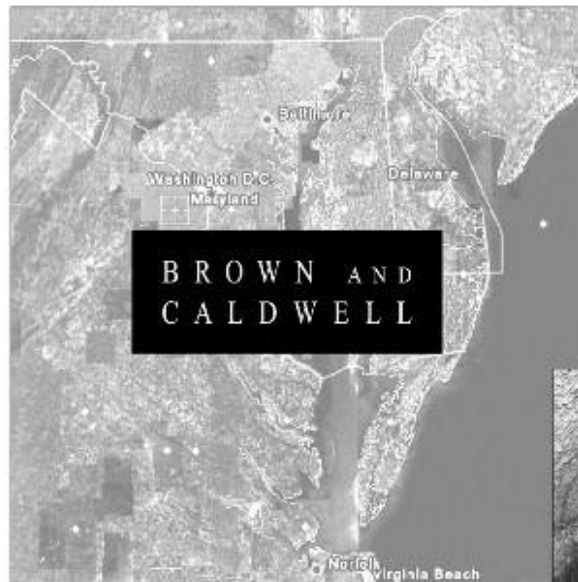 Baltimore
Washington D.C.
Delaware
Maryland
BROWN AND
CALDWELL
Norfolk
Virginia Beach